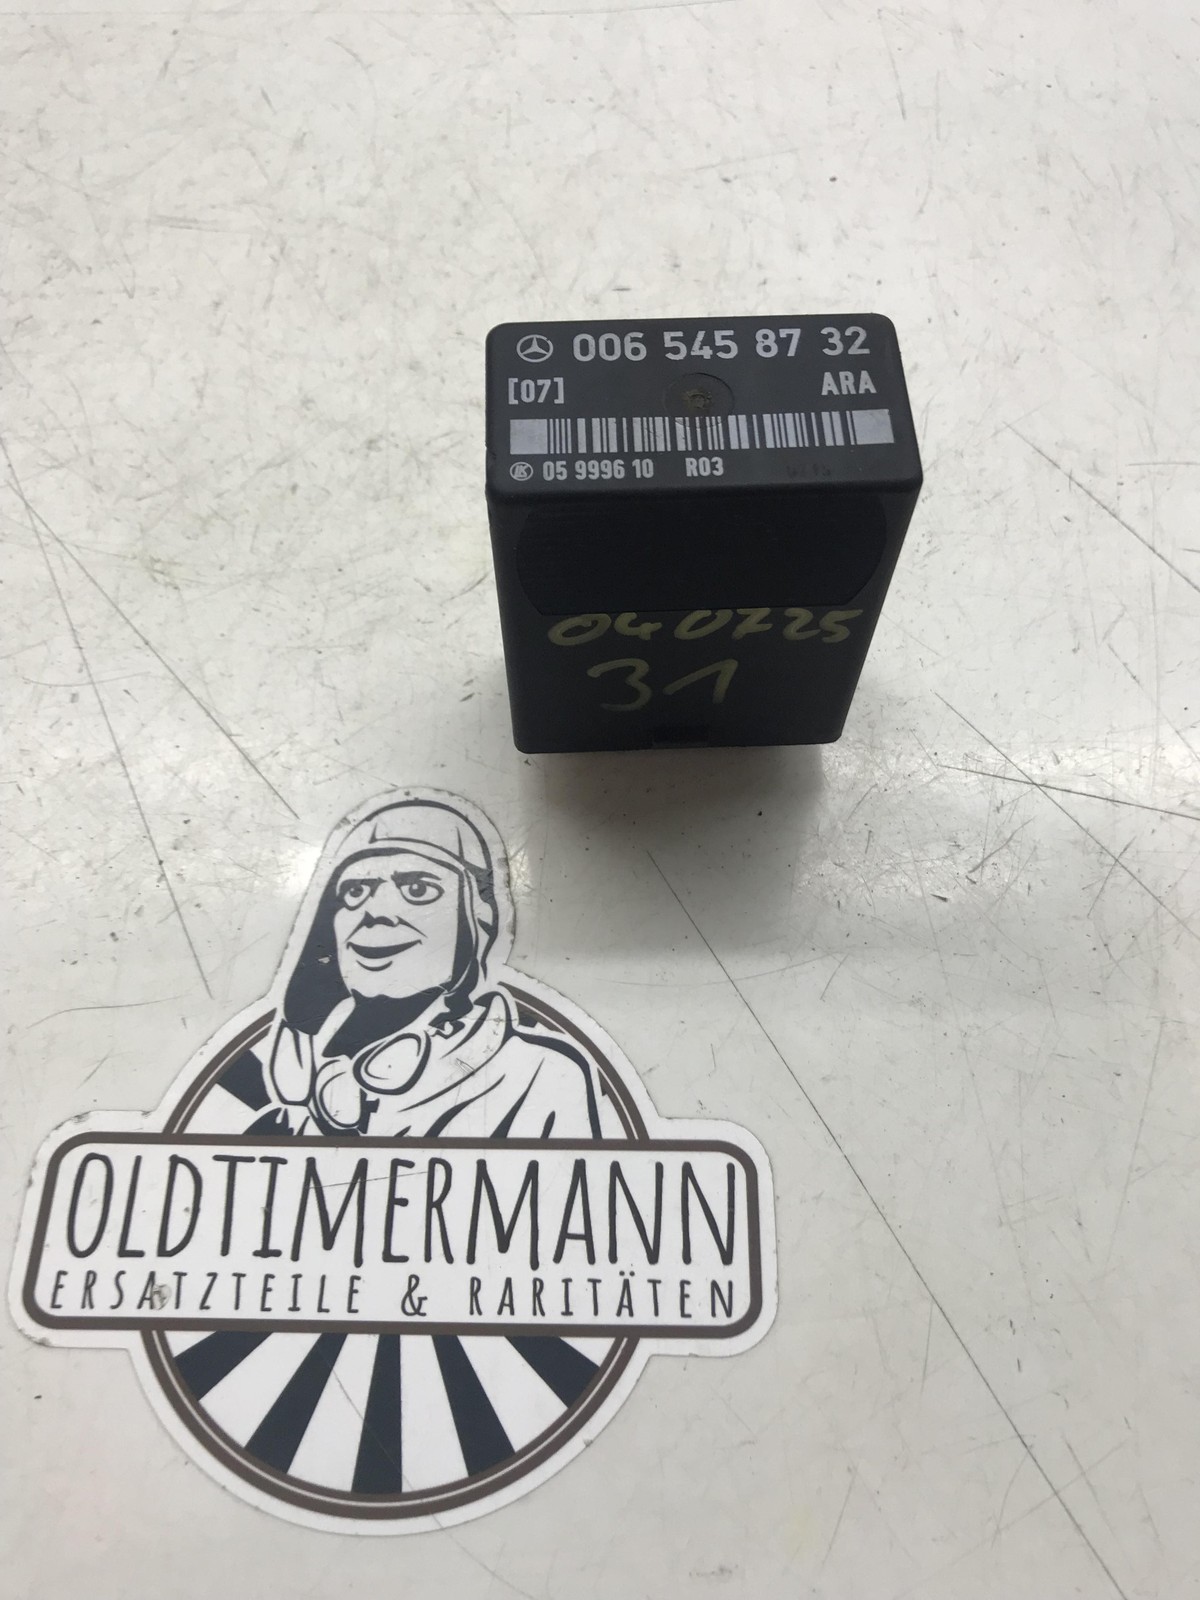 006 545 87 32
[07] ARA
05 9996 10 R03
040725
31
OLDTIMERMANN
ERSATZTEILE & RARITÄTEN